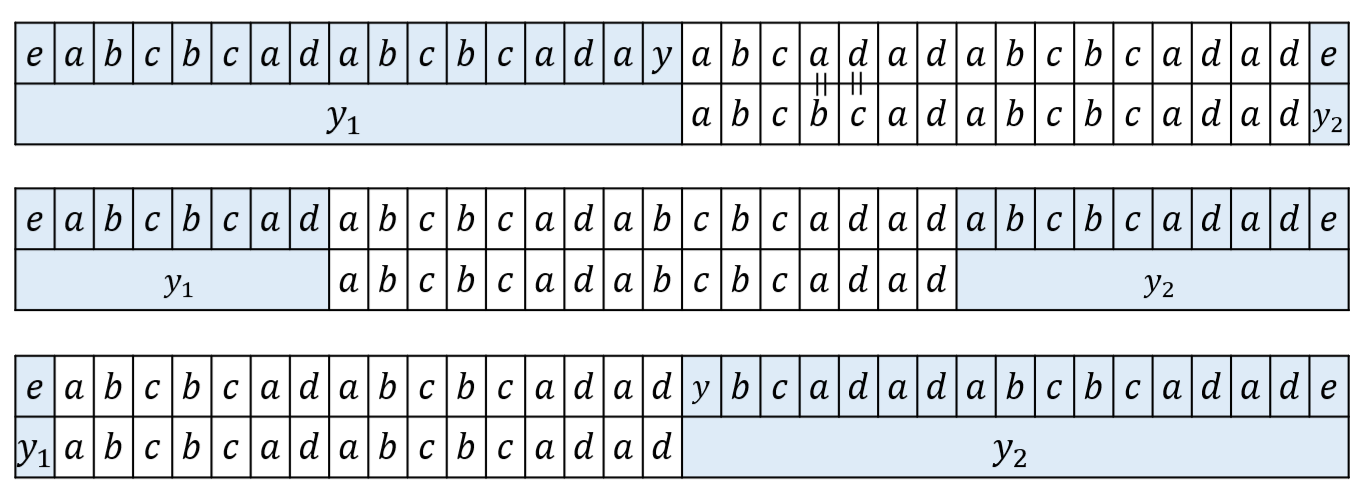 e a b c b c a d a b c b c a d a y a b c a d a d a b c b c a d a d e
|| ||
y₁ a b c b c a d a b c b c a d a d y₂
e a b c b c a d a b c b c a d a b c b c a d a d a b c b c a d a d e
y₁ a b c b c a d a b c b c a d a d y₂
e a b c b c a d a b c b c a d a d y b c a d a d a b c b c a d a d e
y₁ a b c b c a d a b c b c a d a d y₂